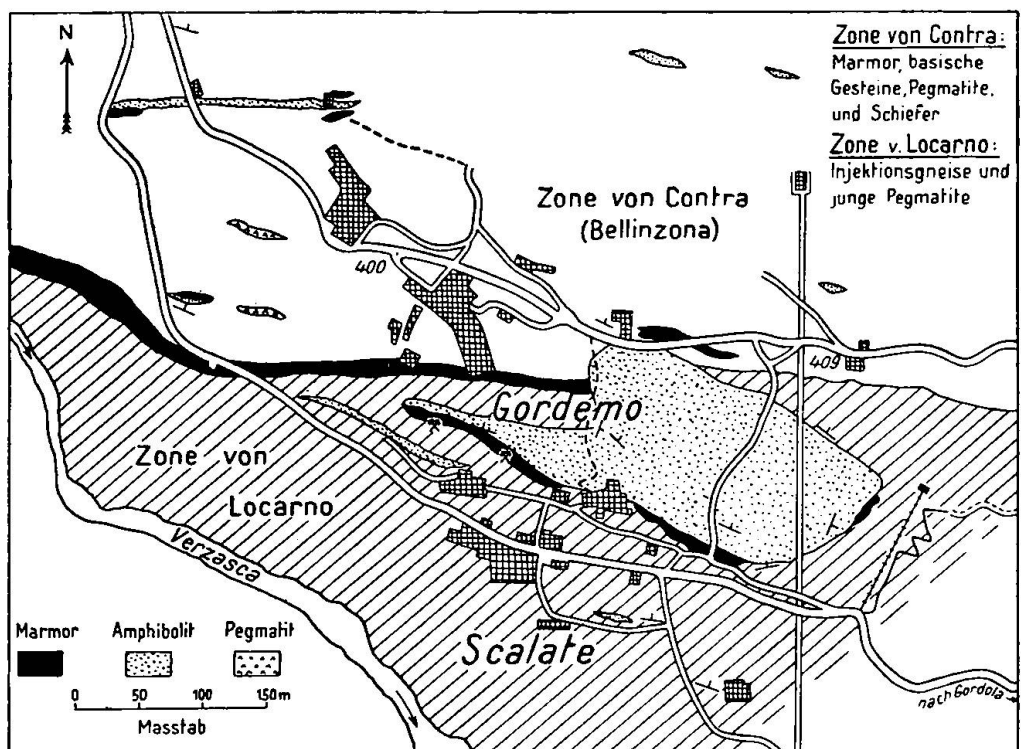 N
Zone von Contra:
Marmor, basische
Gesteine, Pegmatite,
und Schiefer
Zone v. Locarno:
Injektionsgneise und
junge Pegmatite
Zone von Contra
(Bellinzona)
400
409
Gordemo
Zone von
Locarno
Verzasca
Scalate
nach Gordola
Marmor Amphibolit Pegmatit
0 50 100 150 m
Masstab